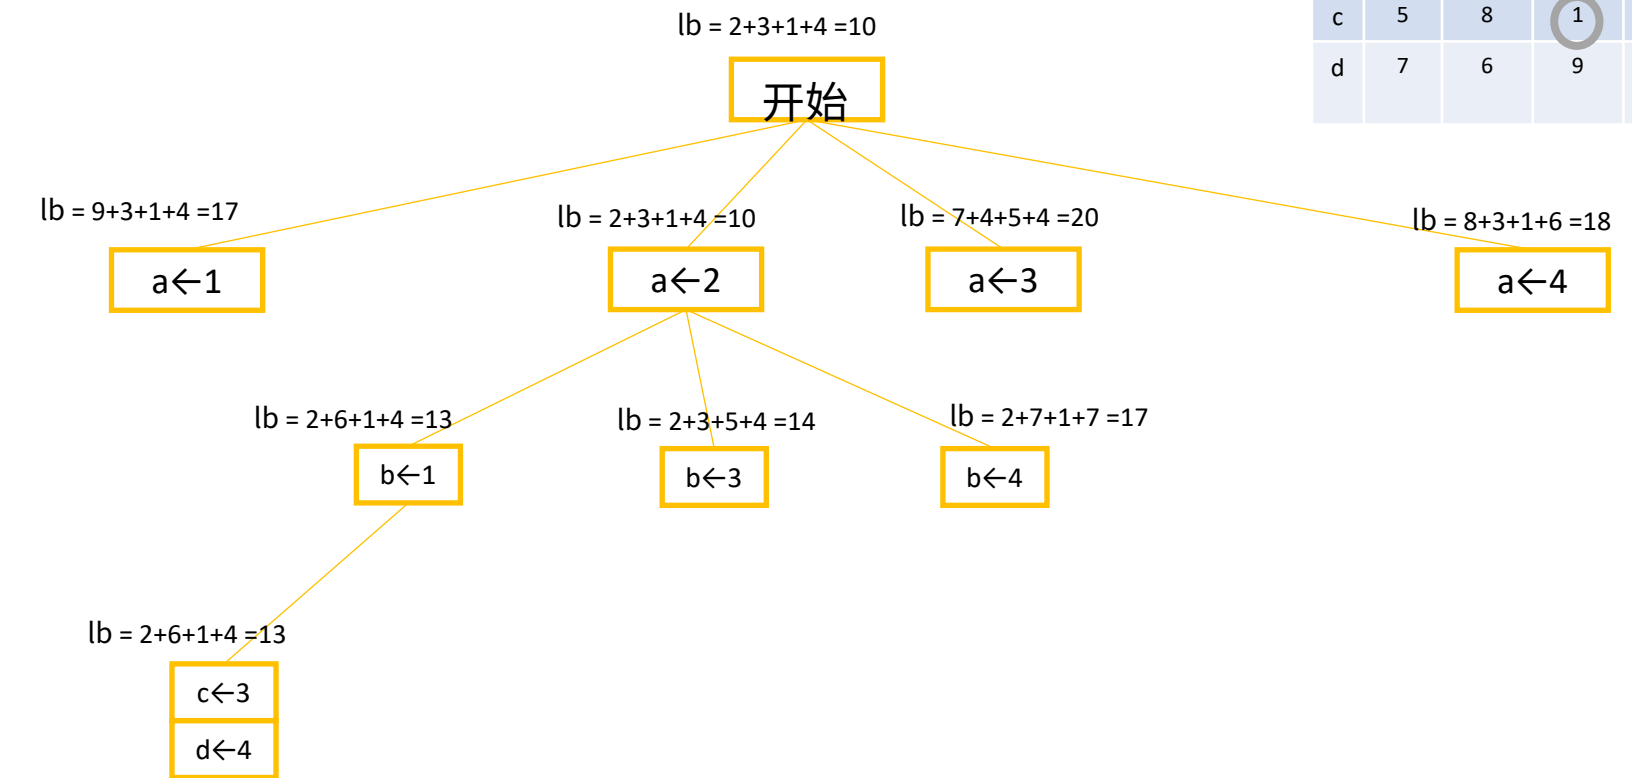 c 5 8 1
d 7 6 9
lb = 2+3+1+4 =10
开始
lb = 9+3+1+4 =17
lb = 2+3+1+4 =10
lb = 7+4+5+4 =20
lb = 8+3+1+6 =18
a←1
a←2
a←3
a←4
lb = 2+6+1+4 =13
lb = 2+3+5+4 =14
lb = 2+7+1+7 =17
b←1
b←3
b←4
lb = 2+6+1+4 =13
c←3
d←4